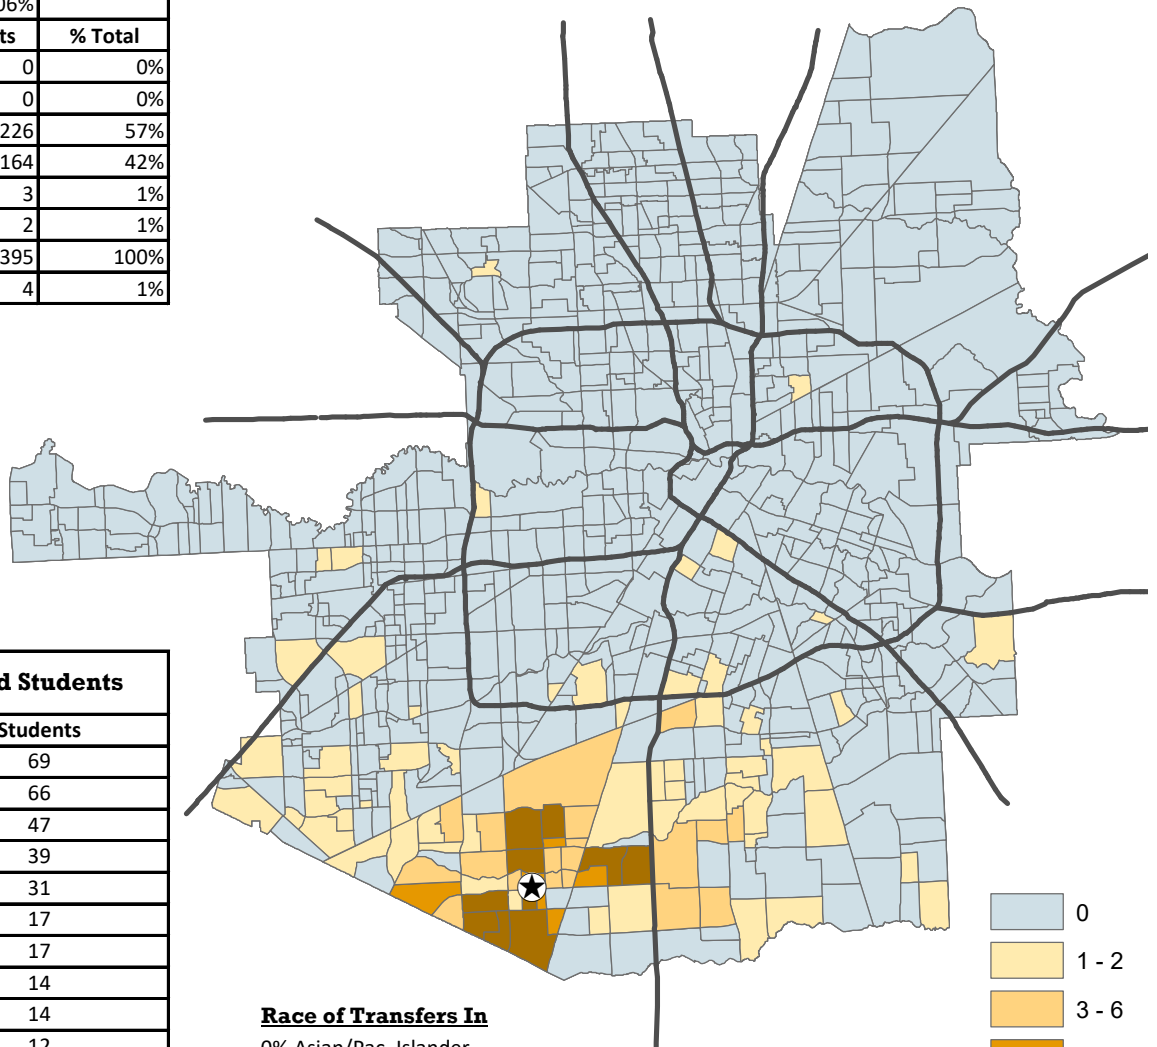 06%
ts % Total
0 0%
0 0%
226 57%
164 42%
3 1%
2 1%
395 100%
4 1%
d Students
Students
69
66
47
39
31
17
17
14
14
12
Race of Transfers In
0% Asian/Pac. Islander
0
1 - 2
3 - 6